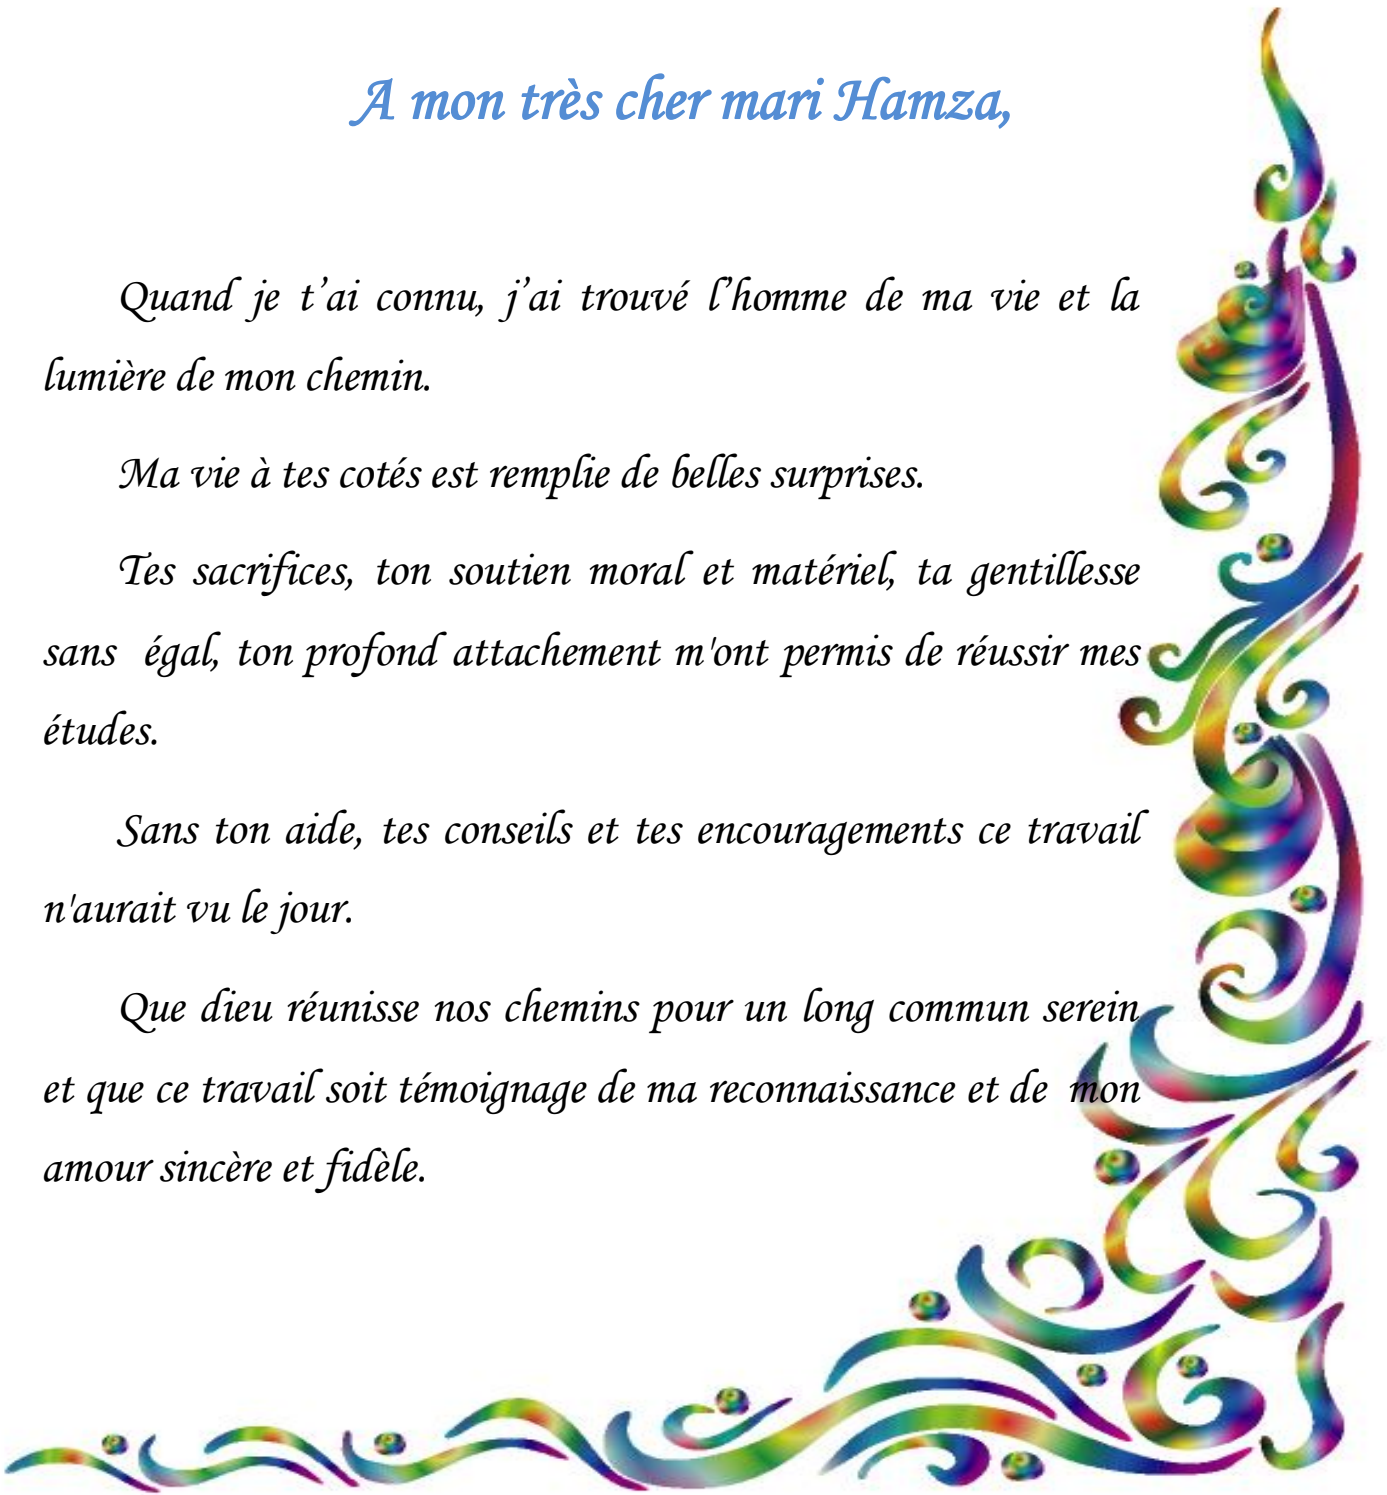 A mon très cher mari Hamza,
Quand je t’ai connu, j’ai trouvé l’homme de ma vie et la
lumière de mon chemin.
Ma vie à tes cotés est remplie de belles surprises.
Tes sacrifices, ton soutien moral et matériel, ta gentillesse
sans égal, ton profond attachement m'ont permis de réussir mes
études.
Sans ton aide, tes conseils et tes encouragements ce travail
n'aurait vu le jour.
Que dieu réunisse nos chemins pour un long commun serein
et que ce travail soit témoignage de ma reconnaissance et de mon
amour sincère et fidèle.